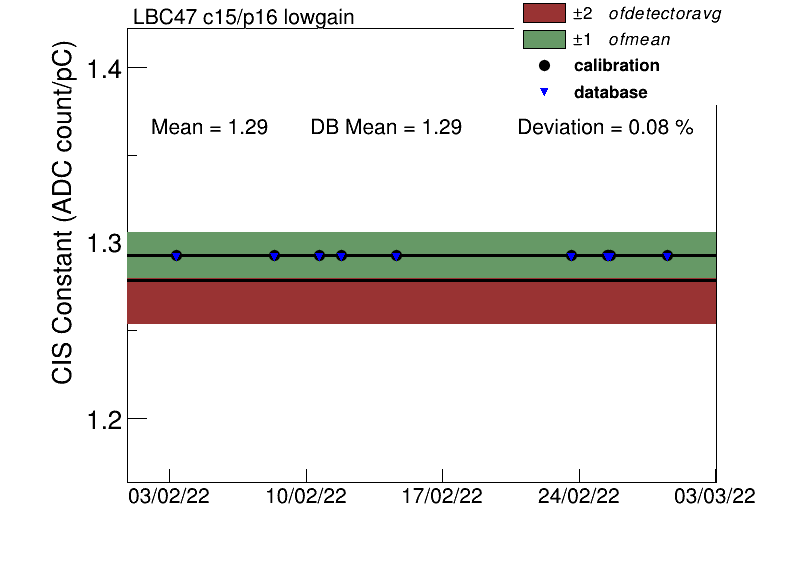 LBC47 c15/p16 lowgain
±2 ofdetectoravg
±1 ofmean
calibration
database
Mean = 1.29 DB Mean = 1.29 Deviation = 0.08 %
CIS Constant (ADC count/pC)
1.4
1.3
1.2
03/02/22 10/02/22 17/02/22 24/02/22 03/03/22